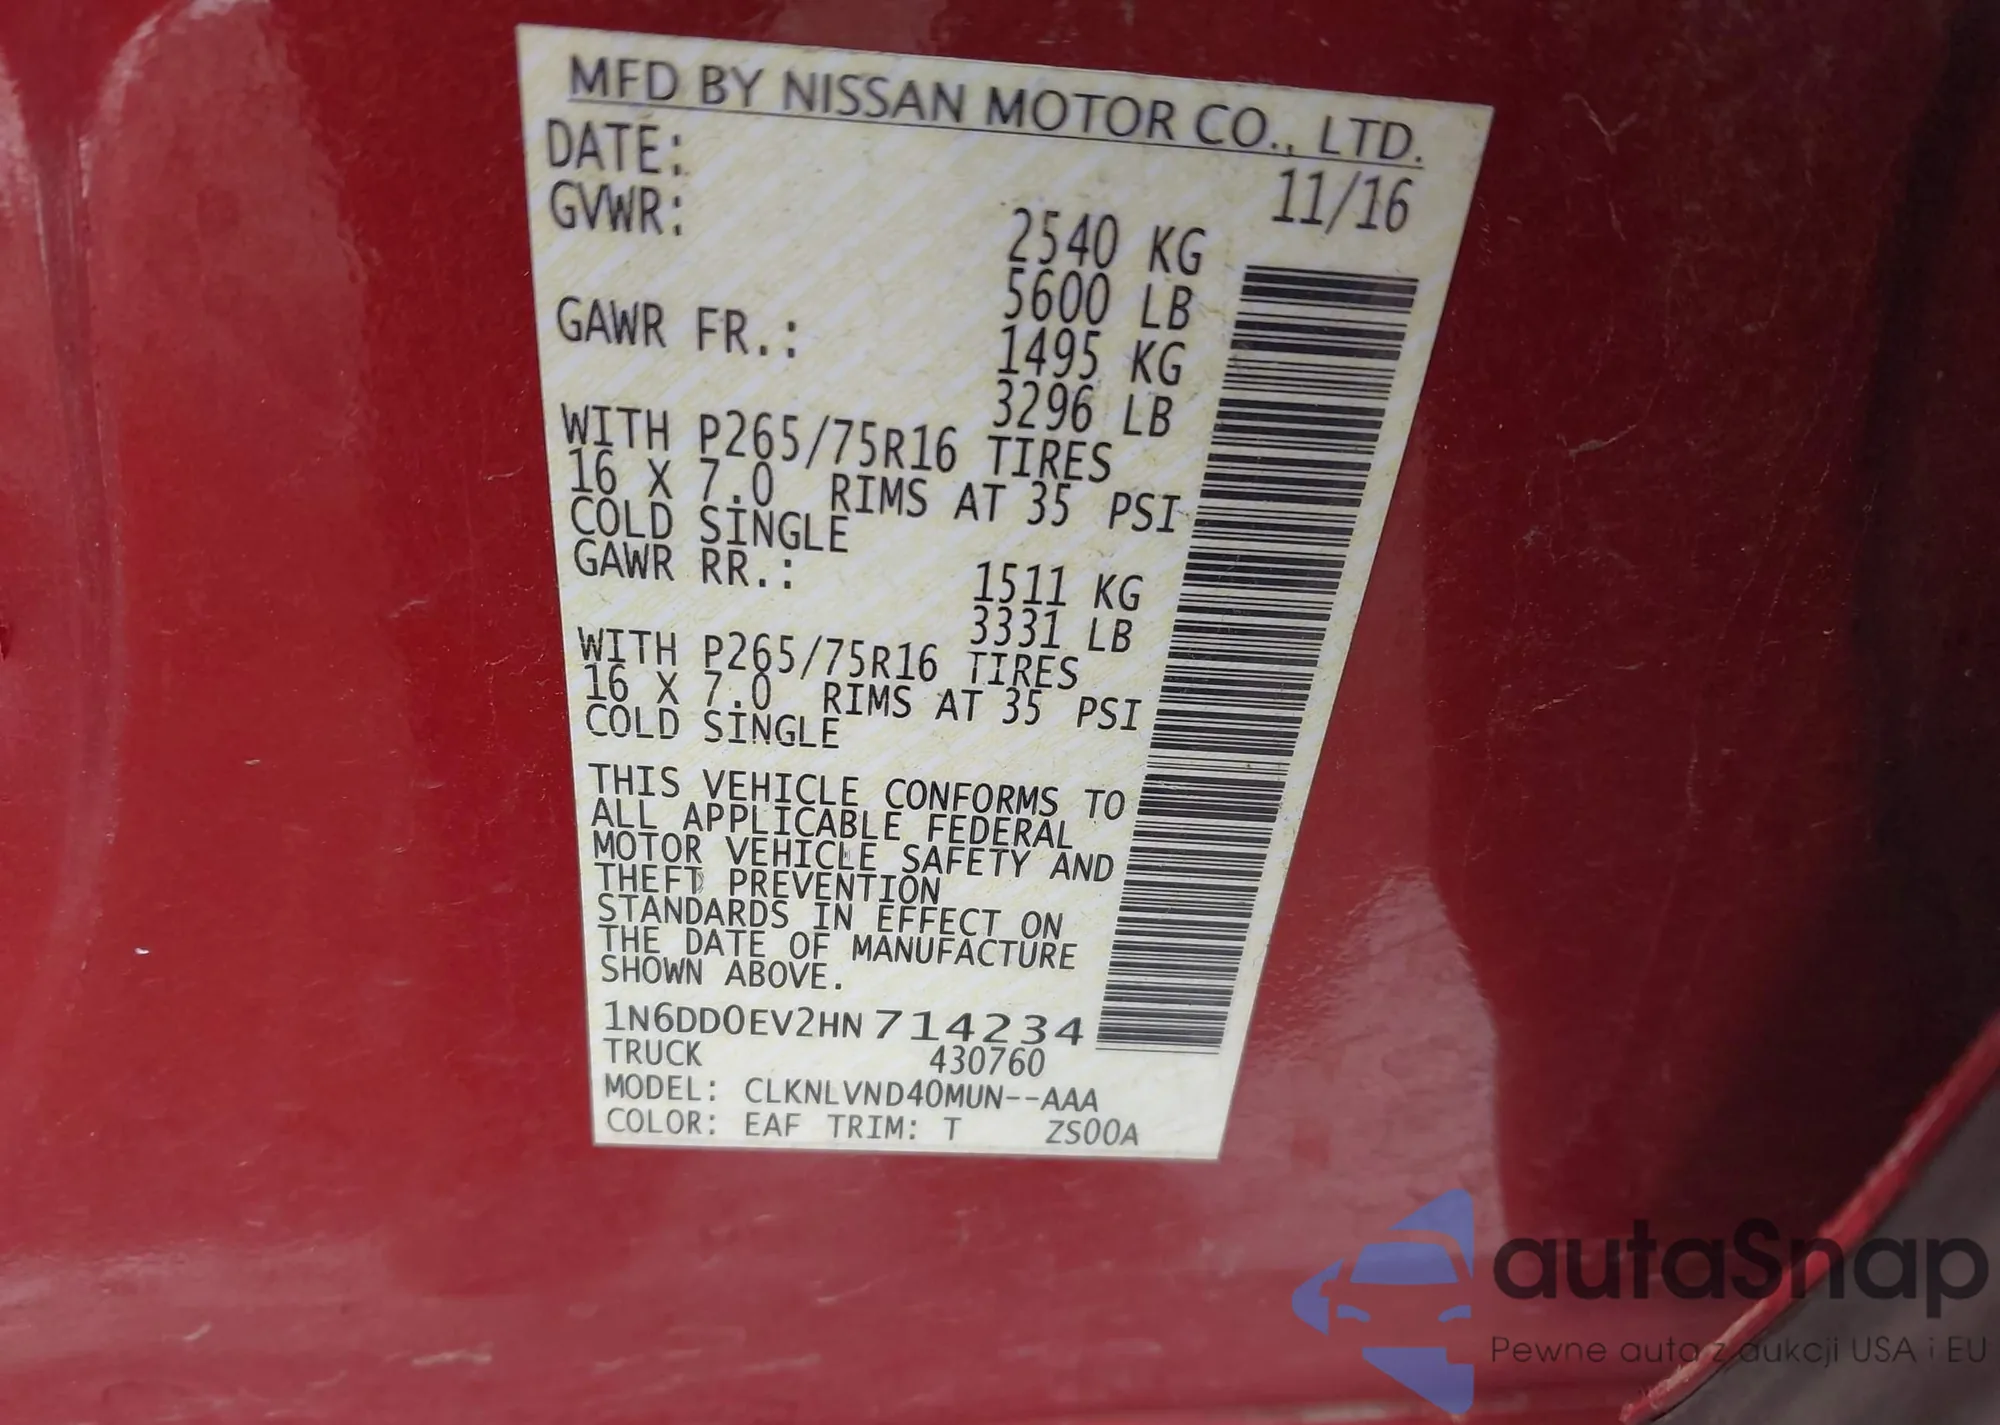 MFD BY NISSAN MOTOR CO., LTD.
DATE: 11/16
GVWR: 2540 KG
5600 LB
GAWR FR.: 1495 KG
3296 LB
WITH P265/75R16 TIRES
16 X 7.0 RIMS AT 35 PSI
COLD SINGLE
GAWR RR.: 1511 KG
3331 LB
WITH P265/75R16 TIRES
16 X 7.0 RIMS AT 35 PSI
COLD SINGLE
THIS VEHICLE CONFORMS TO
ALL APPLICABLE FEDERAL
MOTOR VEHICLE SAFETY AND
THEFT PREVENTION
STANDARDS IN EFFECT ON
THE DATE OF MANUFACTURE
SHOWN ABOVE.
1N6DD0EV2HN714234
TRUCK 430760
MODEL: CLKNLVND40MUN--AAA
COLOR: EAF TRIM: T ZS00A
autaSnap
Pewne auta z aukcji USA i EU